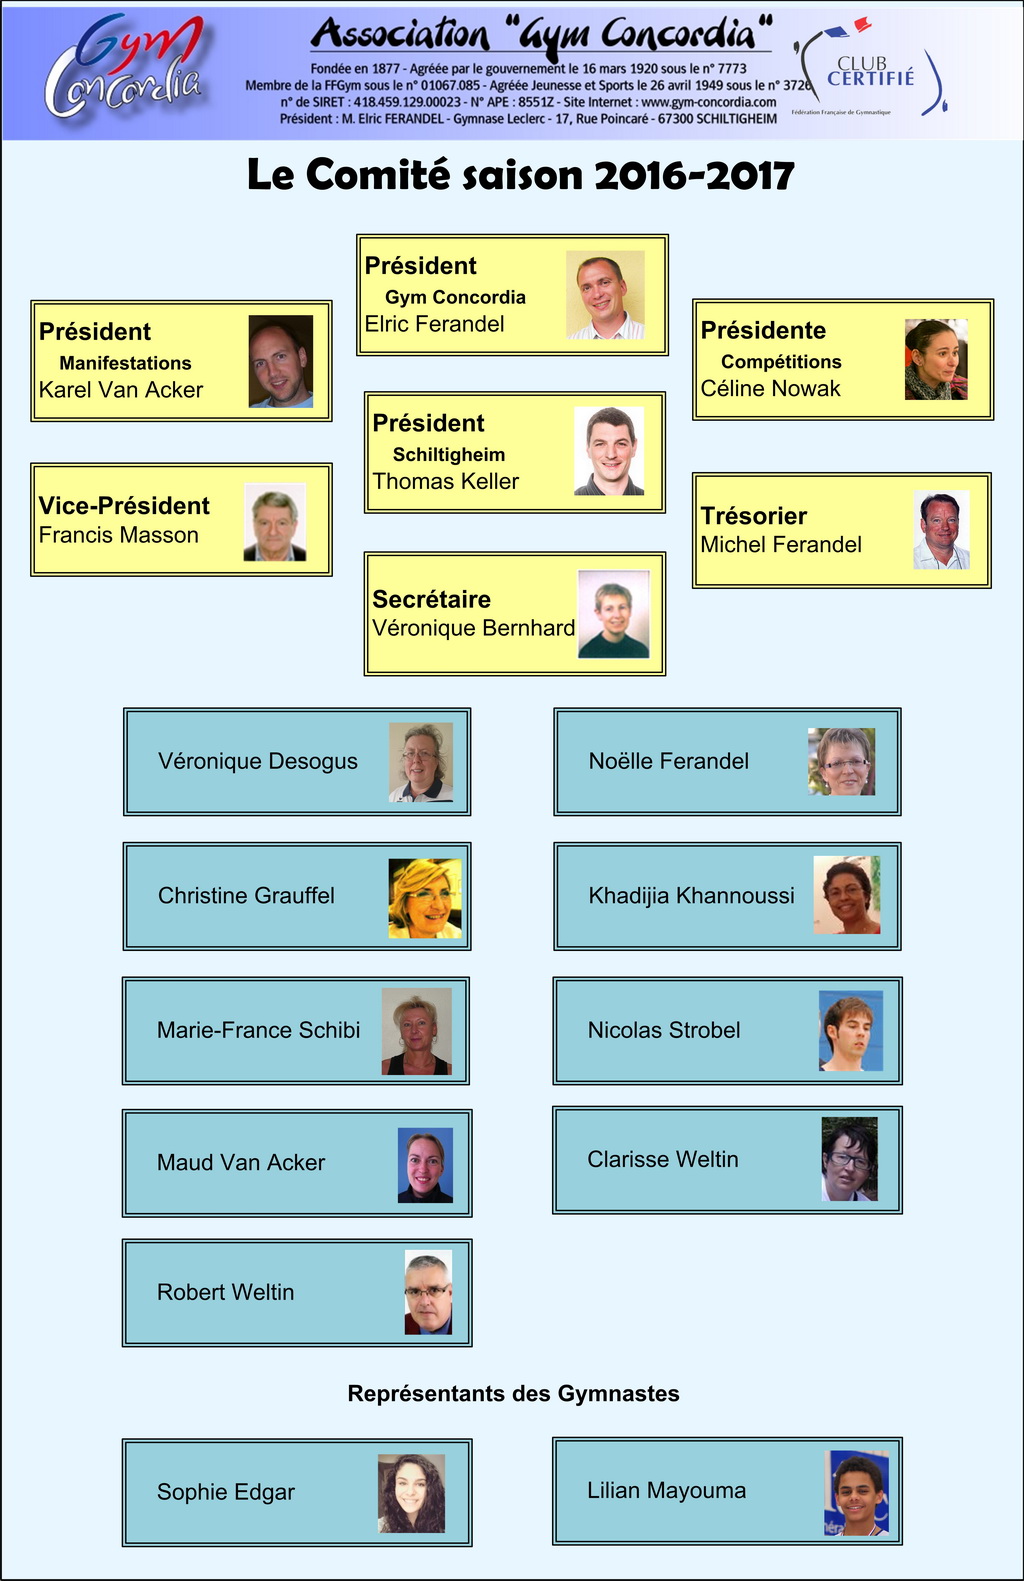 Gym
Concordia
Association "Gym Concordia"
Fondée en 1877 - Agréée par le gouvernement le 16 mars 1920 sous le n° 7773
Membre de la FFGym sous le n° 01067.085 - Agréée Jeunesse et Sports le 26 avril 1949 sous le n° 3726
n° de SIRET : 418.459.129.00023 - N° APE : 8551Z - Site Internet : www.gym-concordia.com
Président : M. Elric FERANDEL - Gymnase Leclerc - 17, Rue Poincaré - 67300 SCHILTIGHEIM
CLUB
CERTIFIÉ
Fédération Française de Gymnastique
Le Comité saison 2016-2017
Président
Gym Concordia
Elric Ferandel
Président
Manifestations
Karel Van Acker
Présidente
Compétitions
Céline Nowak
Président
Schiltigheim
Thomas Keller
Vice-Président
Francis Masson
Trésorier
Michel Ferandel
Secrétaire
Véronique Bernhard
Véronique Desogus
Noëlle Ferandel
Christine Grauffel
Khadijia Khannoussi
Marie-France Schibi
Nicolas Strobel
Maud Van Acker
Clarisse Weltin
Robert Weltin
Représentants des Gymnastes
Sophie Edgar
Lilian Mayouma